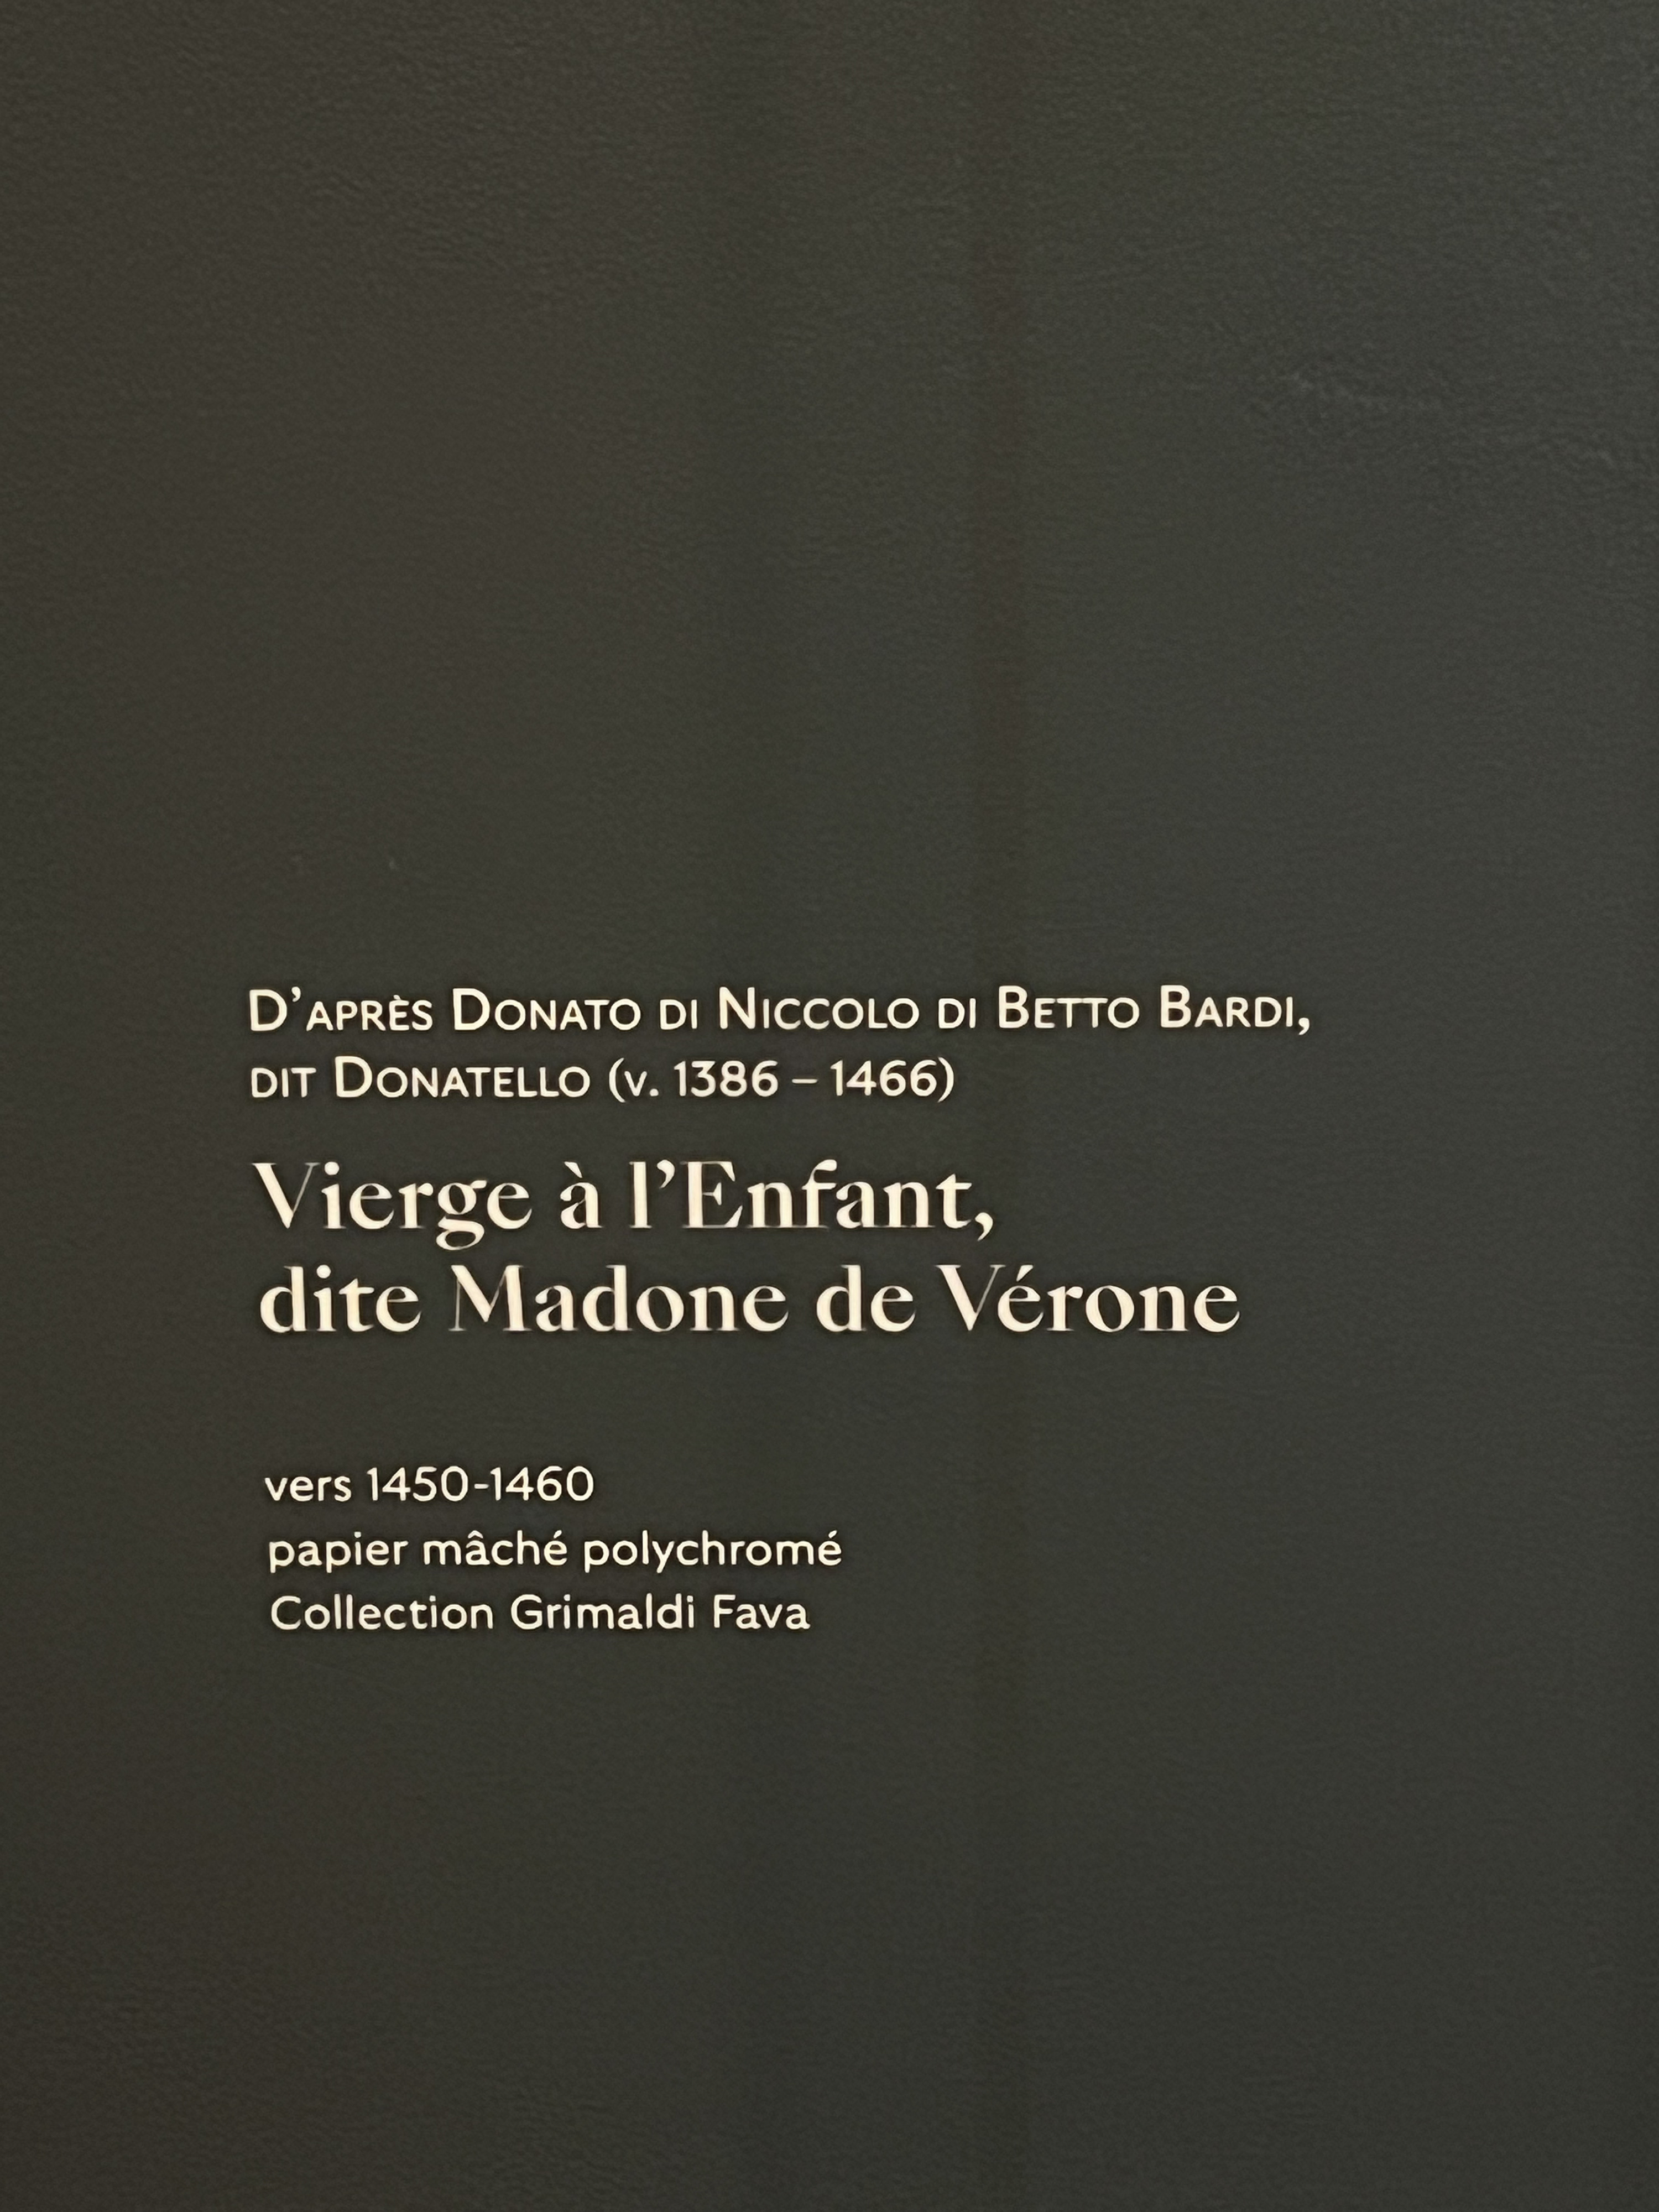 D'après Donato di Niccolo di Betto Bardi,
dit Donatello (v. 1386 – 1466)
Vierge à l'Enfant,
dite Madone de Vérone
vers 1450-1460
papier mâché polychromé
Collection Grimaldi Fava